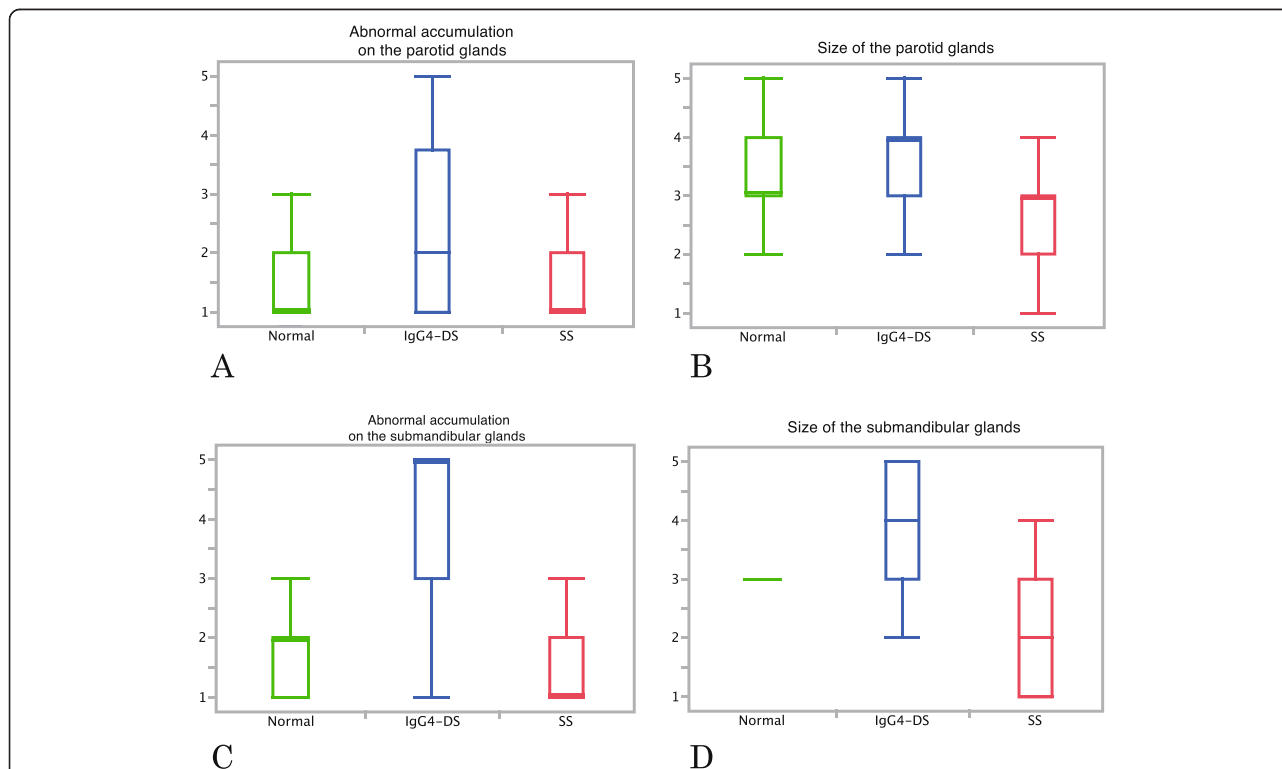 Abnormal accumulation
on the parotid glands
5
4
3
2
1
Normal IgG4-DS SS
A
Size of the parotid glands
5
4
3
2
1
Normal IgG4-DS SS
B
Abnormal accumulation
on the submandibular glands
5
4
3
2
1
Normal IgG4-DS SS
C
Size of the submandibular glands
5
4
3
2
1
Normal IgG4-DS SS
D